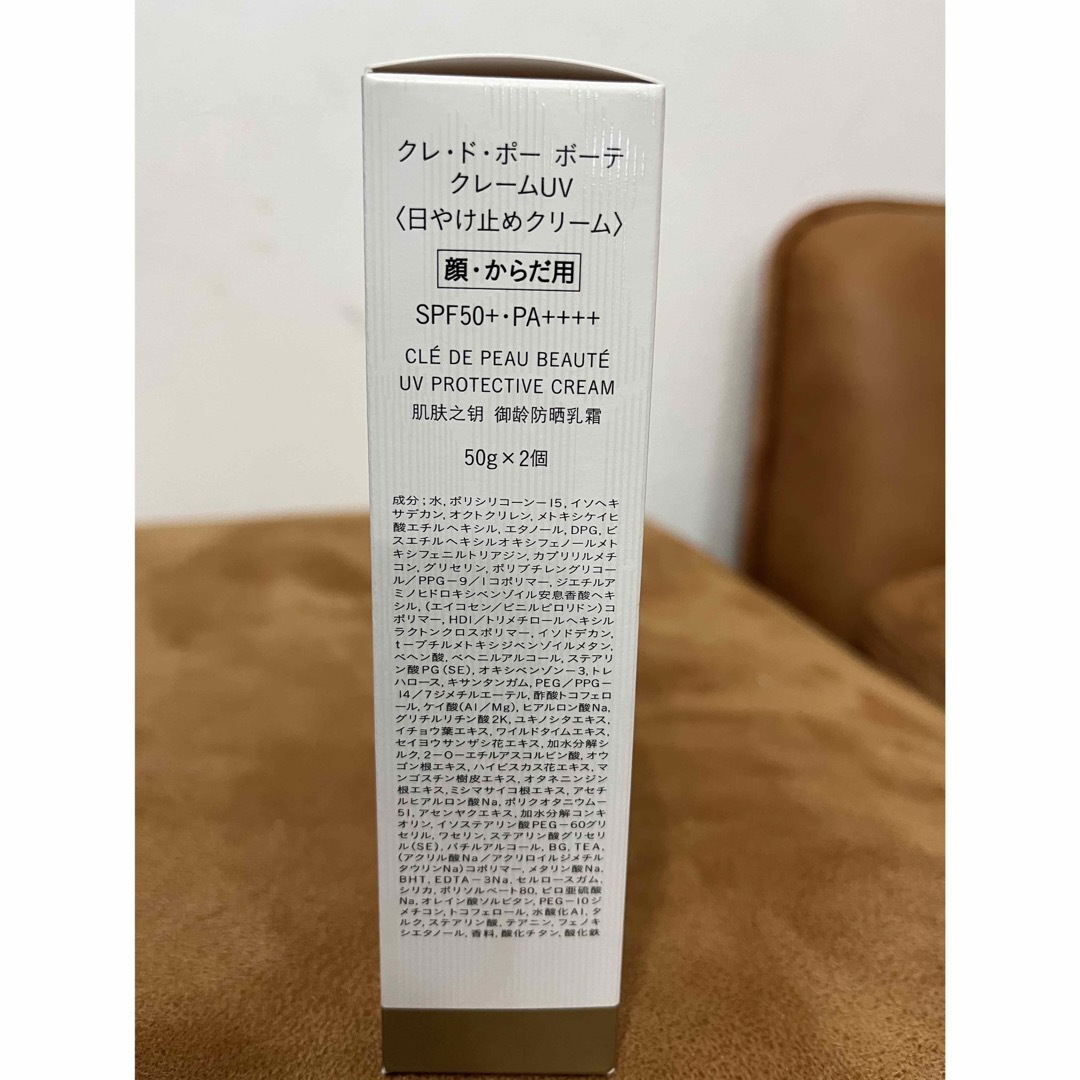 クレ・ド・ポー ボーテ
クレームUV
〈日やけ止めクリーム〉
顔・からだ用
SPF50+・PA++++
CLÉ DE PEAU BEAUTÉ
UV PROTECTIVE CREAM
肌肤之钥 御龄防晒乳霜
50g×2個
成分；水，ポリシリコーン－15，イソヘキ
サデカン，オクトクリレン，メトキシケイヒ
酸エチルヘキシル，エタノール，DPG，ビ
スエチルヘキシルオキシフェノールメト
キシフェニルトリアジン，カプリリルメチ
コン，グリセリン，ポリブチレングリコー
ル／PPG－9／1コポリマー，ジエチルア
ミノヒドロキシベンゾイル安息香酸ヘキ
シル，（エイコセン／ビニルピロリドン）コ
ポリマー，HDI／トリメチロールヘキシル
ラクトンクロスポリマー，イソドデカン，
t－ブチルメトキシジベンゾイルメタン，
ベヘン酸，ベヘニルアルコール，ステアリ
ン酸PG（SE），オキシベンゾン－3，トレ
ハロース，キサンタンガム，PEG／PPG－
14／7ジメチルエーテル，酢酸トコフェロ
ール，ケイ酸（Al／Mg），ヒアルロン酸Na，
グリチルリチン酸2K，ユキノシタエキス，
イチョウ葉エキス，ワイルドタイムエキス，
セイヨウサンザシ花エキス，加水分解シ
ルク，2－O－エチルアスコルビン酸，オウ
ゴン根エキス，ハイビスカス花エキス，マ
ンゴスチン樹皮エキス，オタネニンジン
根エキス，ミシマサイコ根エキス，アセチ
ルヒアルロン酸Na，ポリクオタニウム－
51，アセンヤクエキス，加水分解コンキ
オリン，イソステアリン酸PEG－60グリ
セリル，ワセリン，ステアリン酸グリセリ
ル（SE），バチルアルコール，BG，TEA，
（アクリル酸Na／アクリロイルジメチル
タウリンNa）コポリマー，メタリン酸Na，
BHT，EDTA－3Na，セルロースガム，
シリカ，ポリソルベート80，ピロ亜硫酸
Na，オレイン酸ソルビタン，PEG－10ジ
メチコン，トコフェロール，水酸化Al，タ
ルク，ステアリン酸，テアニン，フェノキ
シエタノール，香料，酸化チタン，酸化鉄